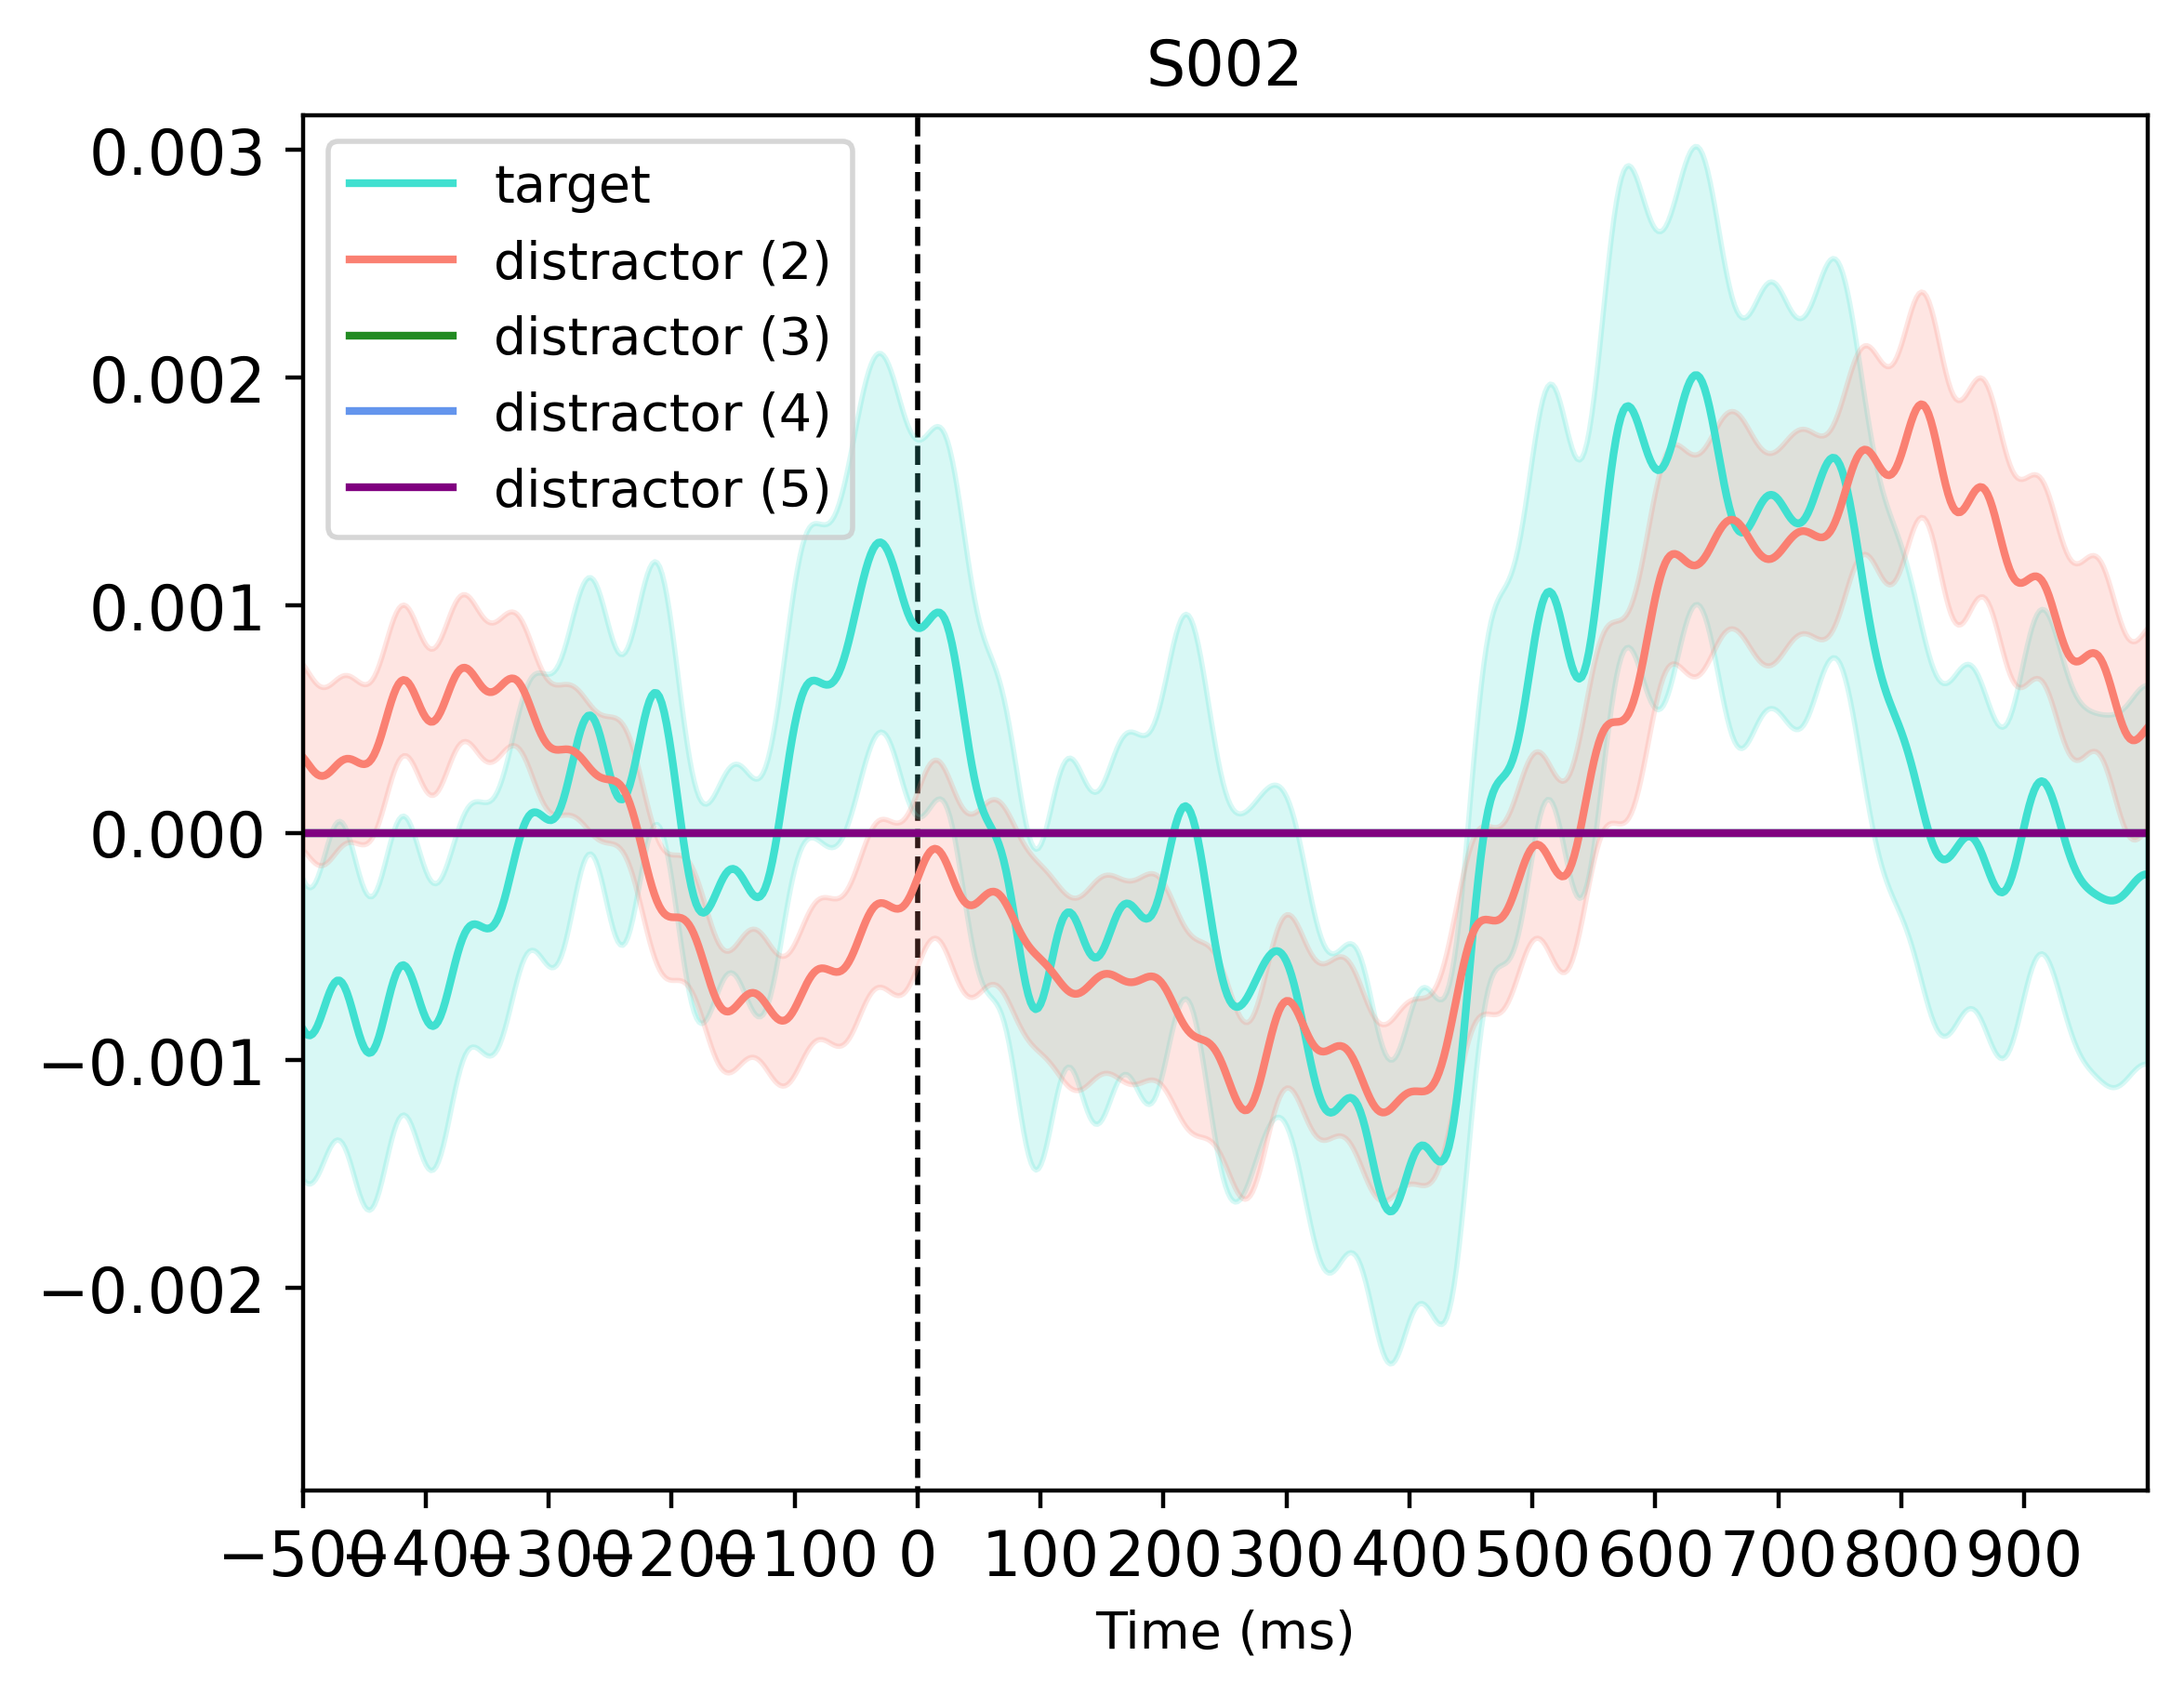 S002
0.003
0.002
0.001
0.000
−0.001
−0.002
target
distractor (2)
distractor (3)
distractor (4)
distractor (5)
−500 −400 −300 −200 −100 0 100 200 300 400 500 600 700 800 900
Time (ms)